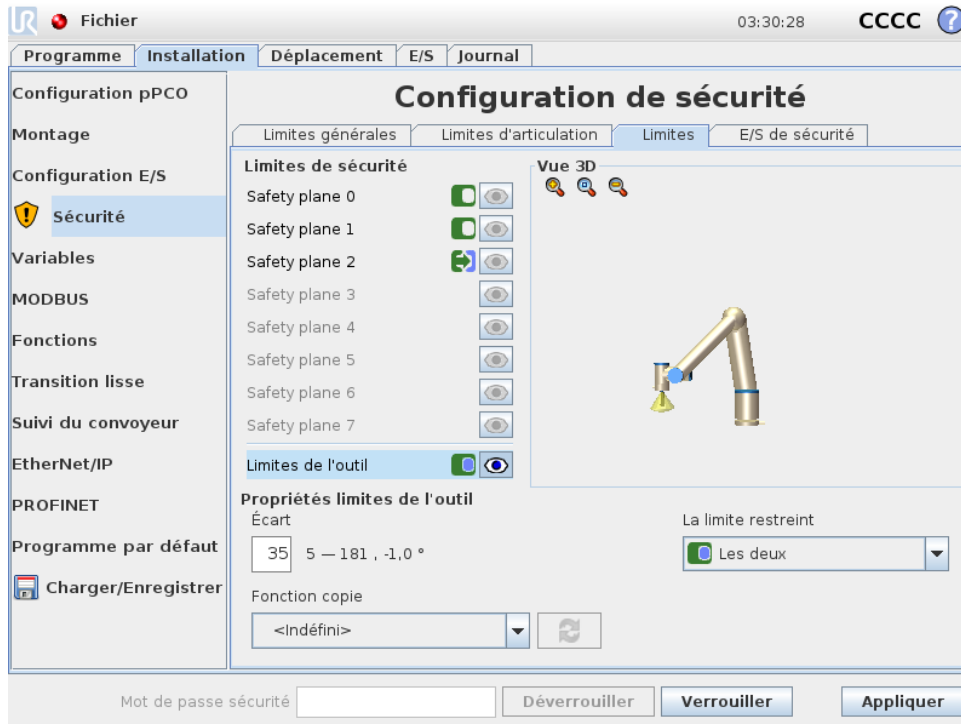 UR Fichier 03:30:28 CCCC ?
Programme Installation Déplacement E/S Journal
Configuration pPCO
Montage
Configuration E/S
Sécurité
Variables
MODBUS
Fonctions
Transition lisse
Suivi du convoyeur
EtherNet/IP
PROFINET
Programme par défaut
Charger/Enregistrer
Configuration de sécurité
Limites générales Limites d'articulation Limites E/S de sécurité
Limites de sécurité
Safety plane 0
Safety plane 1
Safety plane 2
Safety plane 3
Safety plane 4
Safety plane 5
Safety plane 6
Safety plane 7
Limites de l'outil
Vue 3D
Propriétés limites de l'outil
Écart
35 5 — 181 , -1,0 °
La limite restreint
Les deux
Fonction copie
<Indéfini>
Mot de passe sécurité Déverrouiller Verrouiller Appliquer